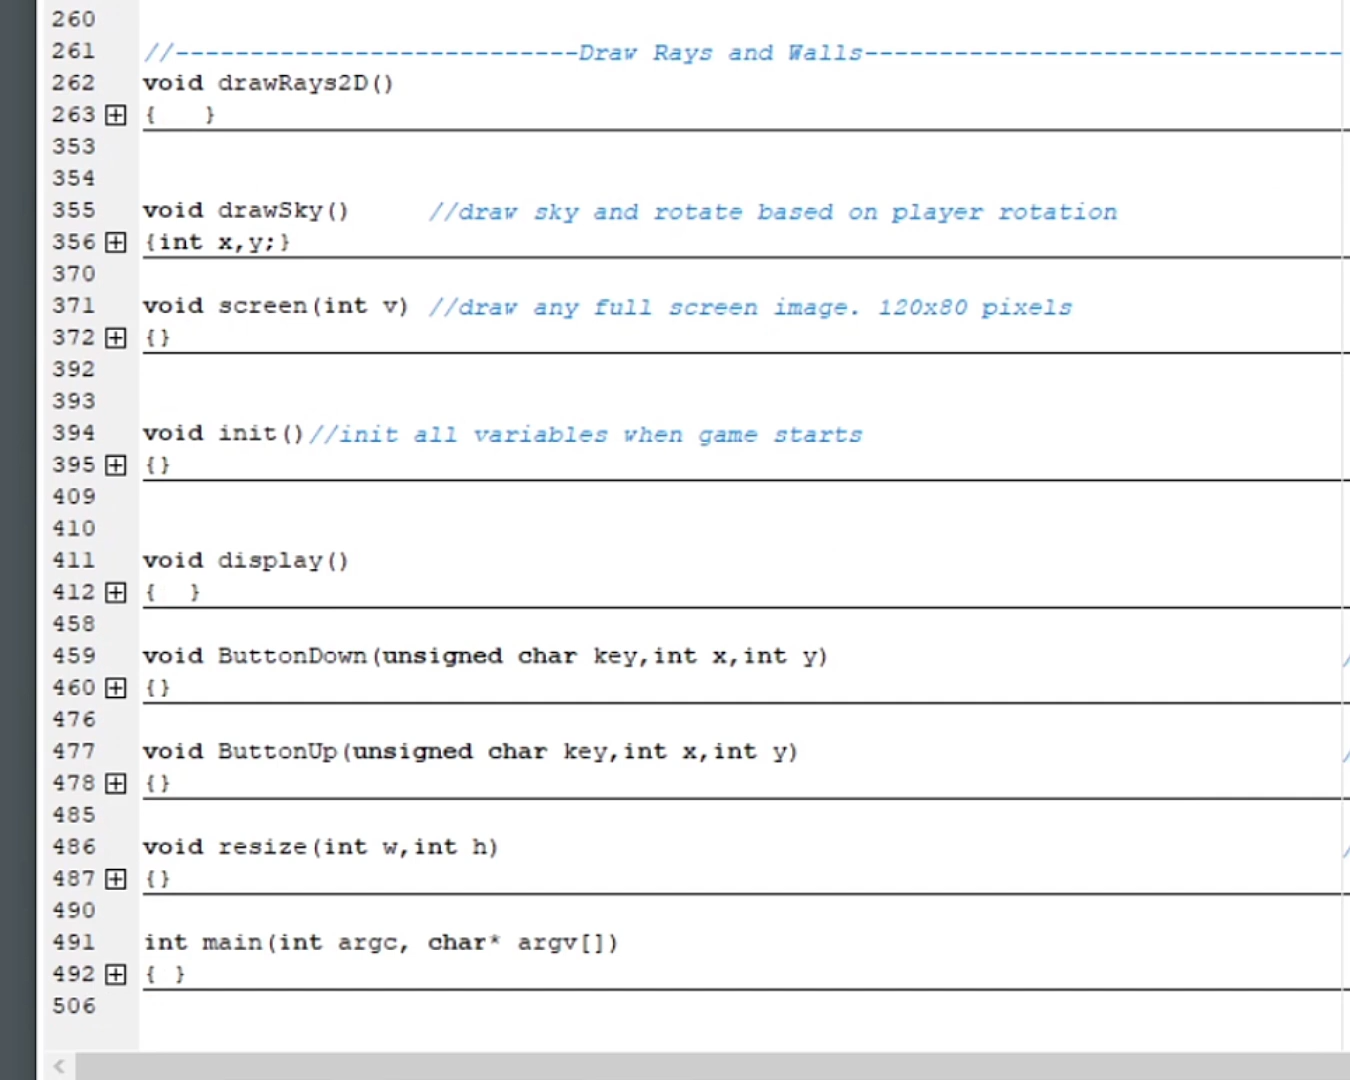 260
261 //---------------------------Draw Rays and Walls--------------------------------
262 void drawRays2D()
263 { }
353
354
355 void drawSky() //draw sky and rotate based on player rotation
356 {int x,y;}
370
371 void screen(int v) //draw any full screen image. 120x80 pixels
372 {}
392
393
394 void init()//init all variables when game starts
395 {}
409
410
411 void display()
412 { }
458
459 void ButtonDown(unsigned char key,int x,int y)
460 {}
476
477 void ButtonUp(unsigned char key,int x,int y)
478 {}
485
486 void resize(int w,int h)
487 {}
490
491 int main(int argc, char* argv[])
492 { }
506